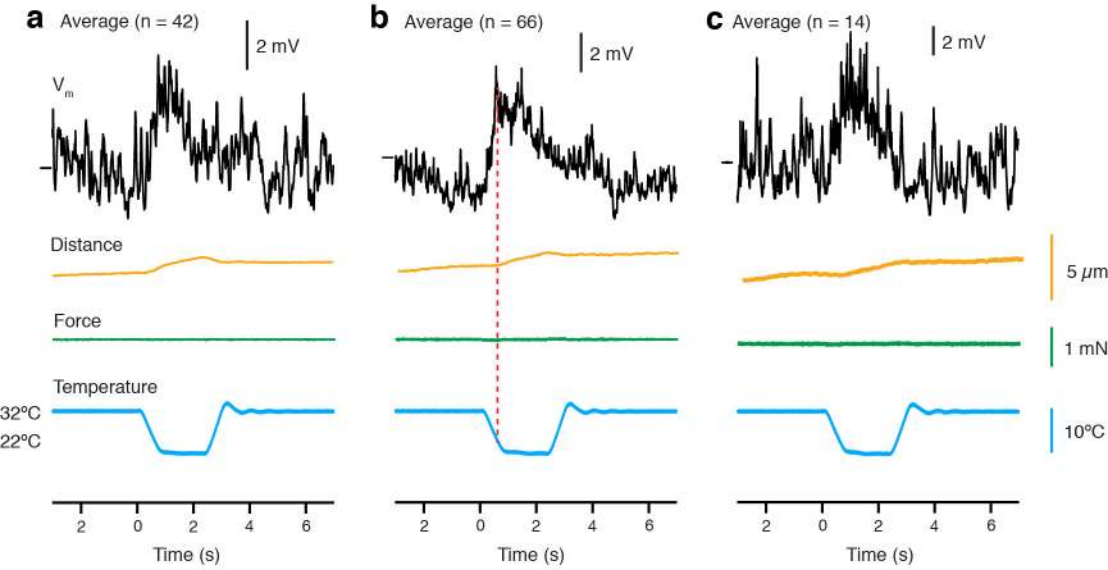 a Average (n = 42) 2 mV
Vm
b Average (n = 66) 2 mV
c Average (n = 14) 2 mV
Distance
5 µm
Force
1 mN
Temperature
32ºC
22ºC
10ºC
2 0 2 4 6
Time (s)
2 0 2 4 6
Time (s)
2 0 2 4 6
Time (s)